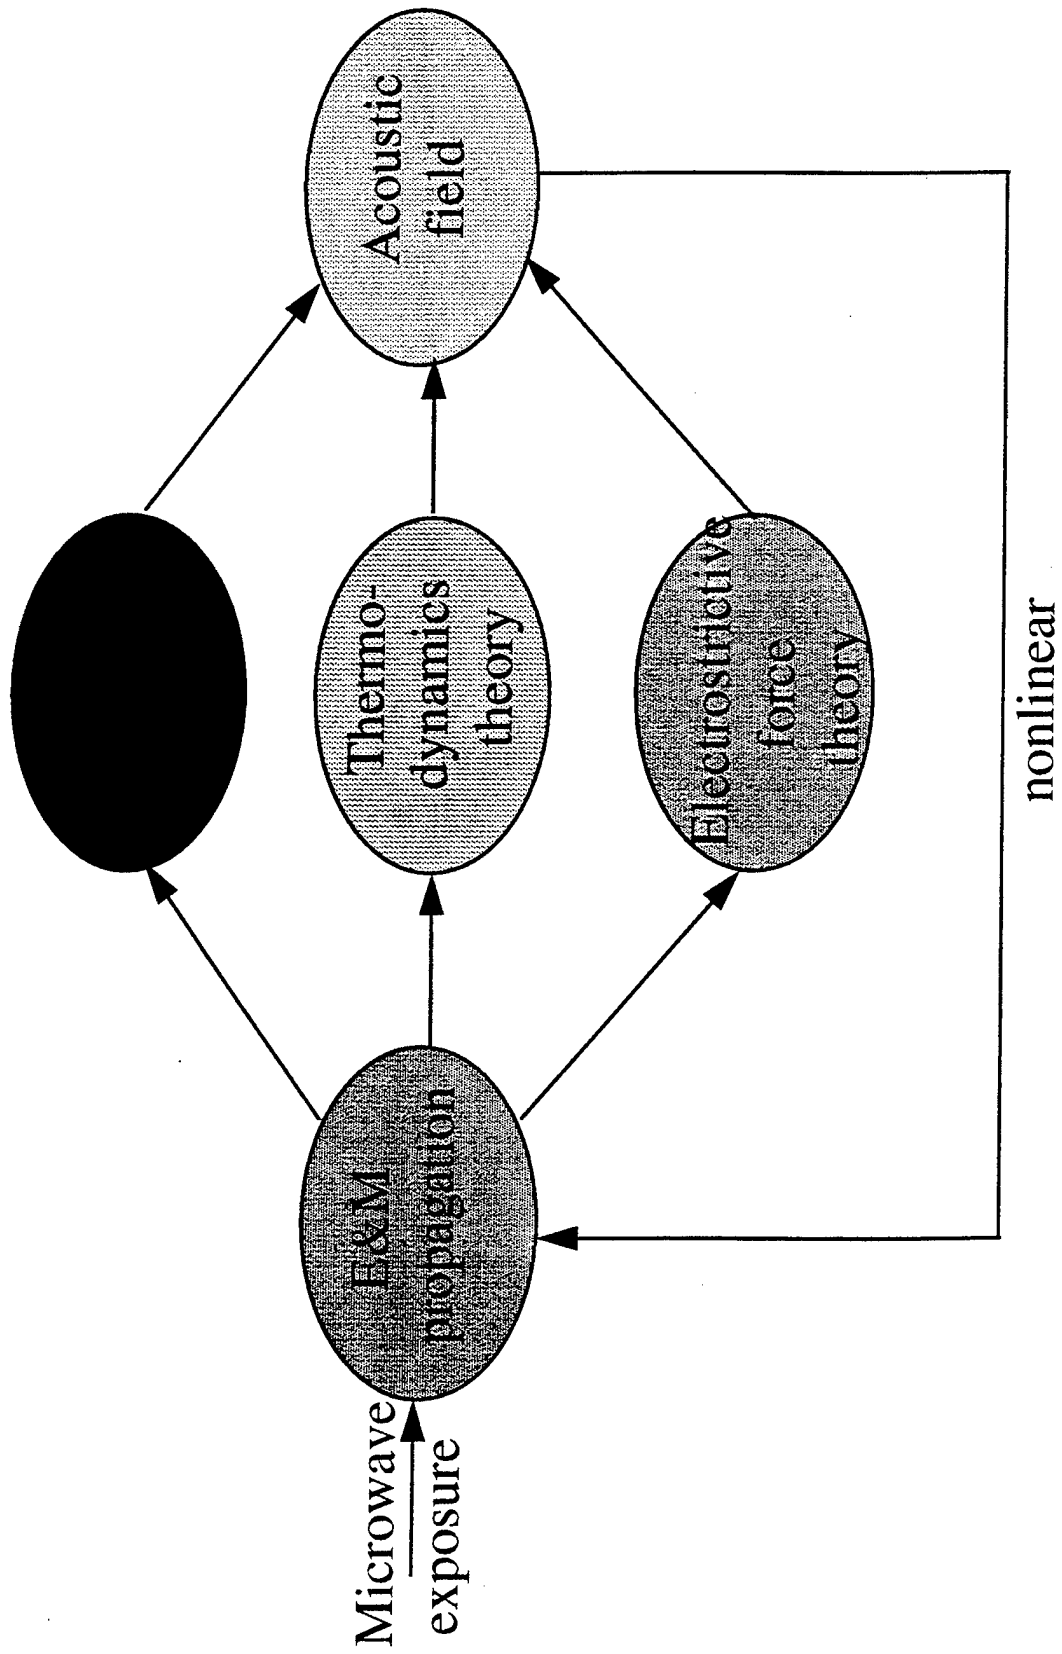 Microwave
exposure
E&M
propagation
Thermo-
dynamics
theory
Electrostrictive
force
theory
Acoustic
field
nonlinear